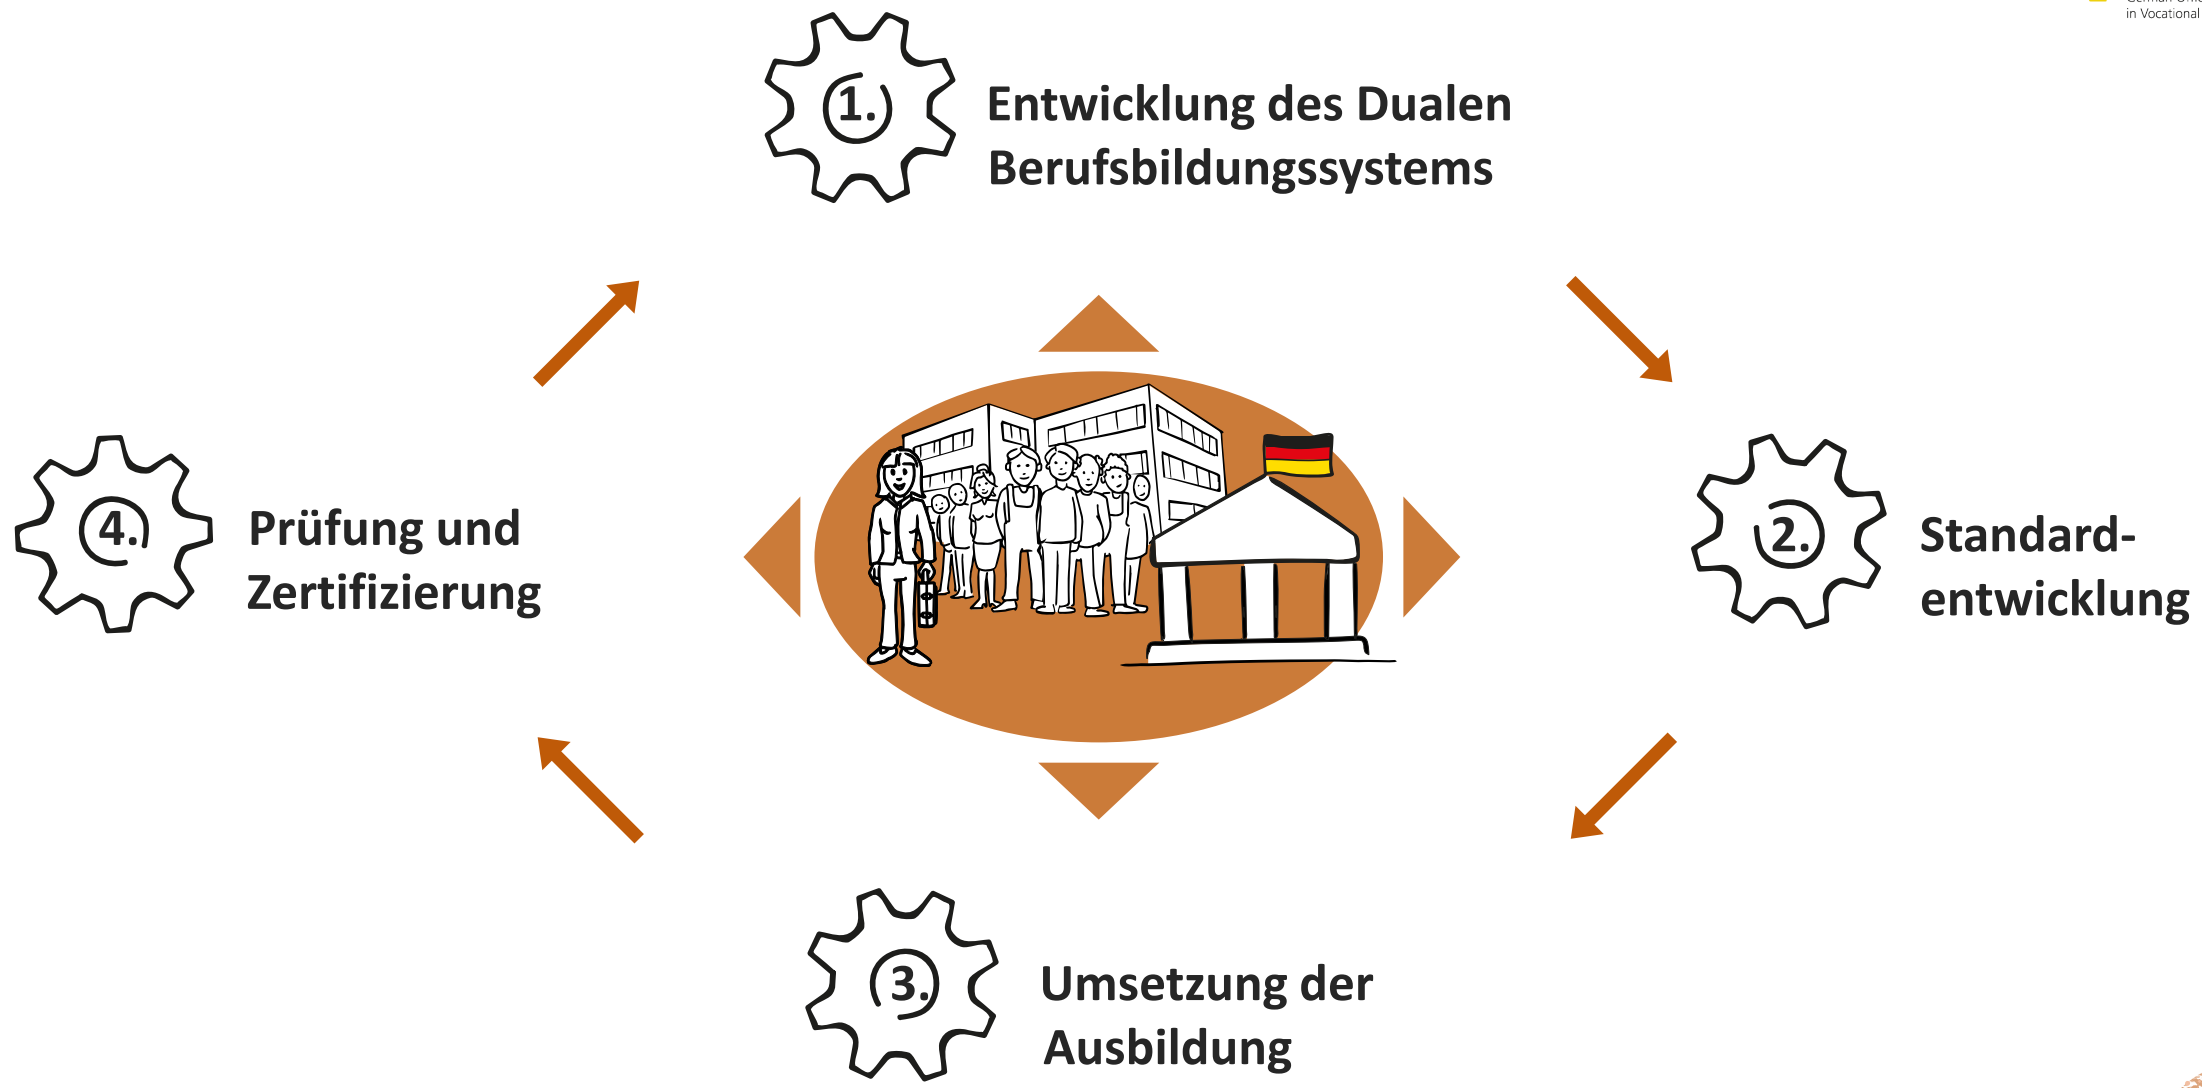 in Vocational
1.
Entwicklung des Dualen
Berufsbildungssystems
2.
Standard-
entwicklung
3.
Umsetzung der
Ausbildung
4.
Prüfung und
Zertifizierung